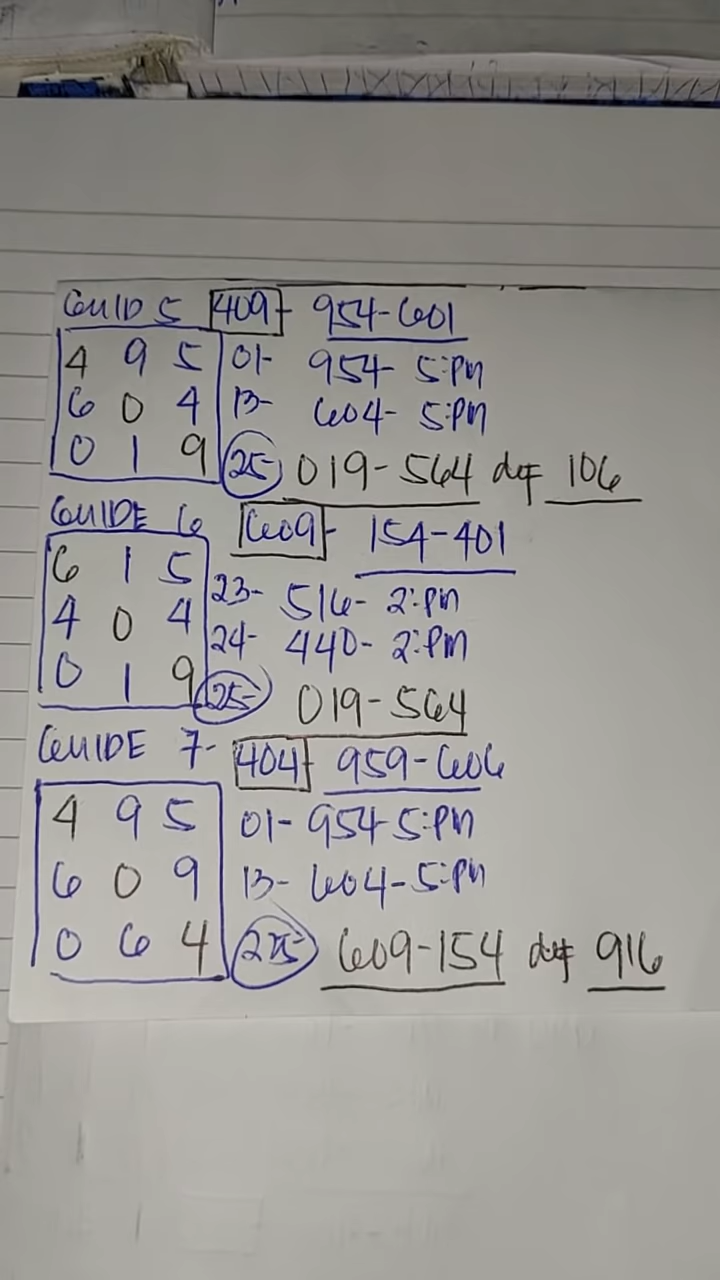 GUID 5 409- 954-601
4 9 5 01- 954- 5:PM
6 0 4 13- 604- 5:PM
0 1 9 25- 019-564 def 106
GUIDE 6 609- 154-401
6 1 5 23- 516- 2:PM
4 0 4 24- 440- 2:PM
0 1 9 25- 019-564
GUIDE 7- 404- 959-606
4 9 5 01- 954-5:PM
6 0 9 13- 604-5:PM
0 6 4 609-154 def 916